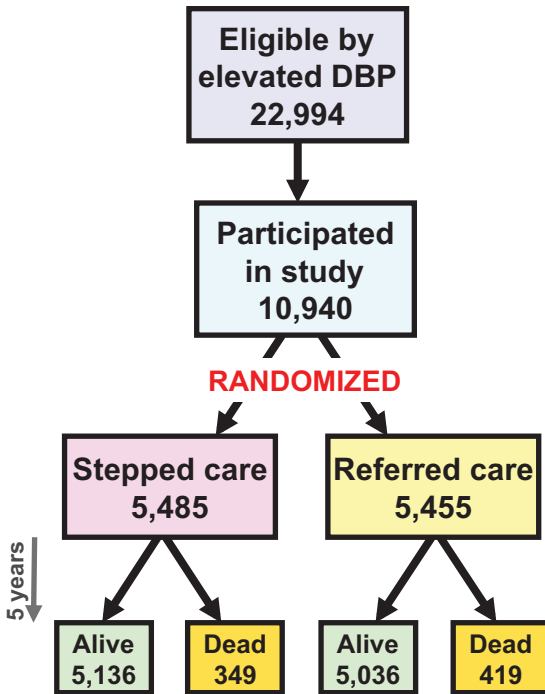 Eligible by
elevated DBP
22,994
Participated
in study
10,940
RANDOMIZED
Stepped care
5,485
Referred care
5,455
5 years
Alive
5,136
Dead
349
Alive
5,036
Dead
419